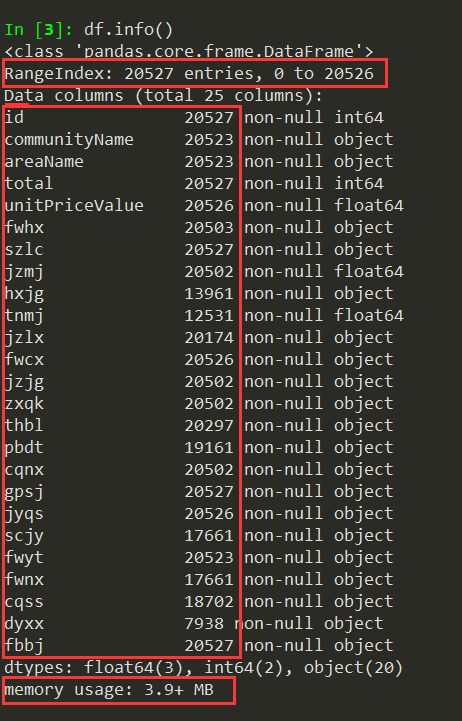 In [3]: df.info()
<class 'pandas.core.frame.DataFrame'>
RangeIndex: 20527 entries, 0 to 20526
Data columns (total 25 columns):
id 20527 non-null int64
communityName 20523 non-null object
areaName 20523 non-null object
total 20527 non-null int64
unitPriceValue 20526 non-null float64
fwhx 20503 non-null object
szlc 20527 non-null object
jzmj 20502 non-null float64
hxjg 13961 non-null object
tnmj 12531 non-null float64
jzlx 20174 non-null object
fwcx 20526 non-null object
jzjg 20502 non-null object
zxqk 20502 non-null object
thbl 20297 non-null object
pbdt 19161 non-null object
cqnx 20502 non-null object
gpsj 20527 non-null object
jyqs 20526 non-null object
scjy 17661 non-null object
fwyt 20523 non-null object
fwnx 17661 non-null object
cqss 18702 non-null object
dyxx 7938 non-null object
fbbj 20527 non-null object
dtypes: float64(3), int64(2), object(20)
memory usage: 3.9+ MB